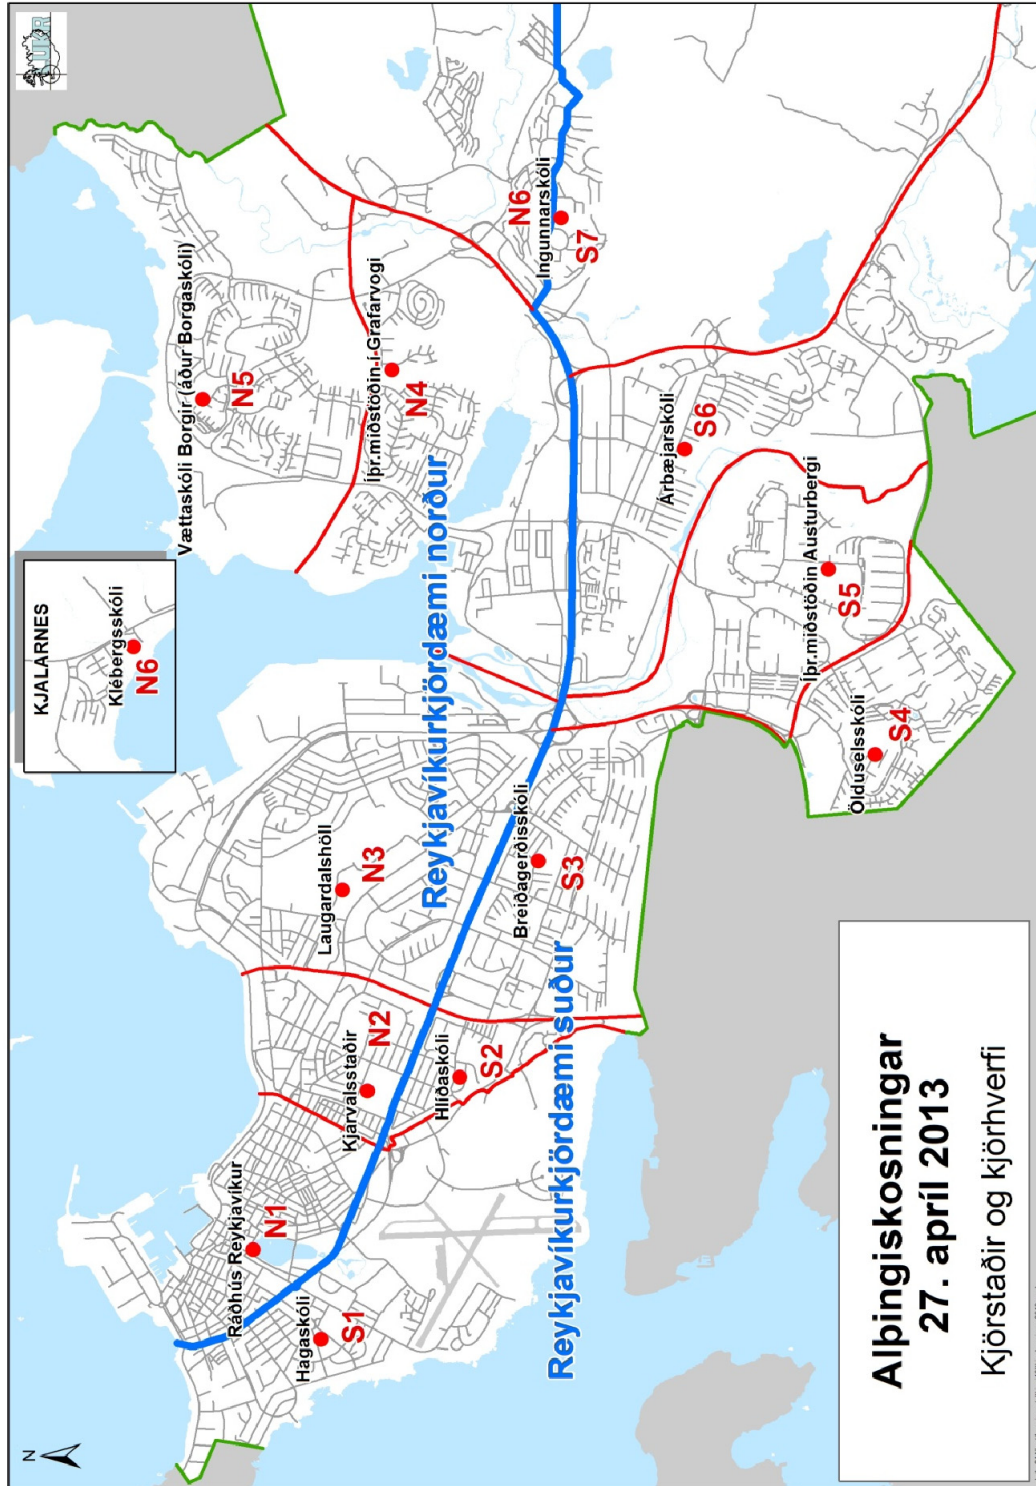 N
UKR
KJALARNES
Klébergsskóli
N6
Vættaskóli Borgir (áður Borgaskóli)
N5
Íþr.miðstöðin í Grafarvogi
N4
Ráðhús Reykjavíkur
N1
Hagaskóli
S1
Kjarvalsstaðir
N2
Hlíðaskóli
S2
Laugardalshöll
N3
Reykjavíkurkjördæmi norður
Breiðagerðisskóli
S3
Reykjavíkurkjördæmi suður
N6
Ingunnarskóli
S7
Árbæjarskóli
S6
Íþr.miðstöðin Austurbergi
S5
Ölduselsskóli
S4
Alþingiskosningar
27. apríl 2013
Kjörstaðir og kjörhverfi